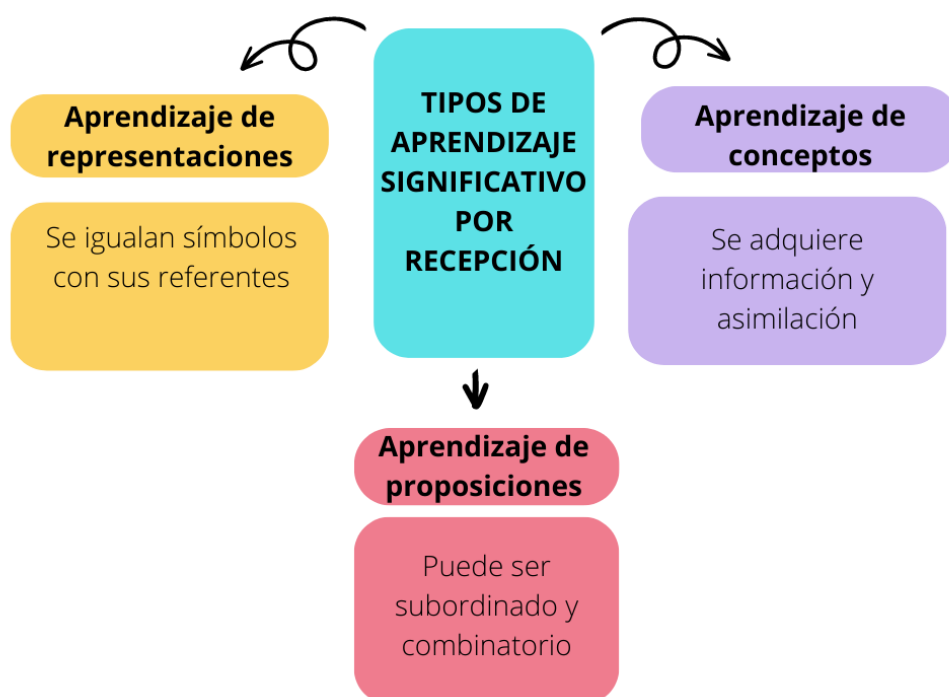 TIPOS DE
APRENDIZAJE
SIGNIFICATIVO
POR
RECEPCIÓN
Aprendizaje de
representaciones
Se igualan símbolos
con sus referentes
Aprendizaje de
conceptos
Se adquiere
información y
asimilación
Aprendizaje de
proposiciones
Puede ser
subordinado y
combinatorio